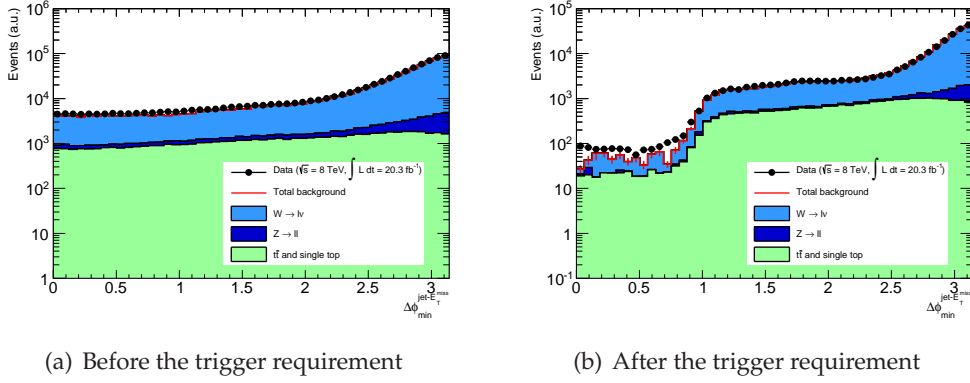 Events (a.u.)
10^6
10^5
10^4
10^3
10^2
10
1
Data (√s = 8 TeV, ∫ L dt = 20.3 fb⁻¹)
Total background
W → lν
Z → ll
tt̄ and single top
0 0.5 1 1.5 2 2.5 3
Δϕ_min^jet-E_T^miss
(a) Before the trigger requirement
Events (a.u.)
10^5
10^4
10^3
10^2
10
1
10^-1
Data (√s = 8 TeV, ∫ L dt = 20.3 fb⁻¹)
Total background
W → lν
Z → ll
tt̄ and single top
0 0.5 1 1.5 2 2.5 3
Δϕ_min^jet-E_T^miss
(b) After the trigger requirement